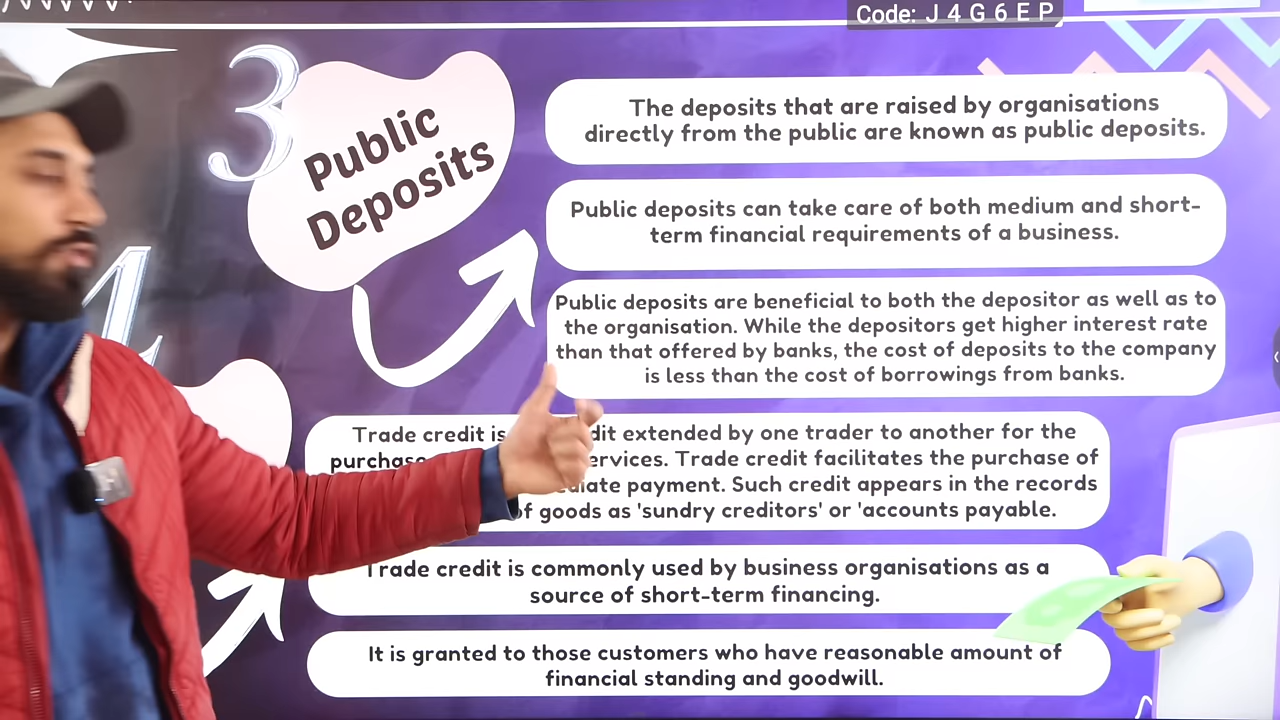 Code: J 4 G 6 E P
3
Public
Deposits
The deposits that are raised by organisations
directly from the public are known as public deposits.
Public deposits can take care of both medium and short-
term financial requirements of a business.
Public deposits are beneficial to both the depositor as well as to
the organisation. While the depositors get higher interest rate
than that offered by banks, the cost of deposits to the company
is less than the cost of borrowings from banks.
4
Trade credit is extended by one trader to another for the
Trade credit facilitates the purchase of
payment. Such credit appears in the records
of goods as 'sundry creditors' or 'accounts payable.
Trade credit is commonly used by business organisations as a
source of short-term financing.
It is granted to those customers who have reasonable amount of
financial standing and goodwill.